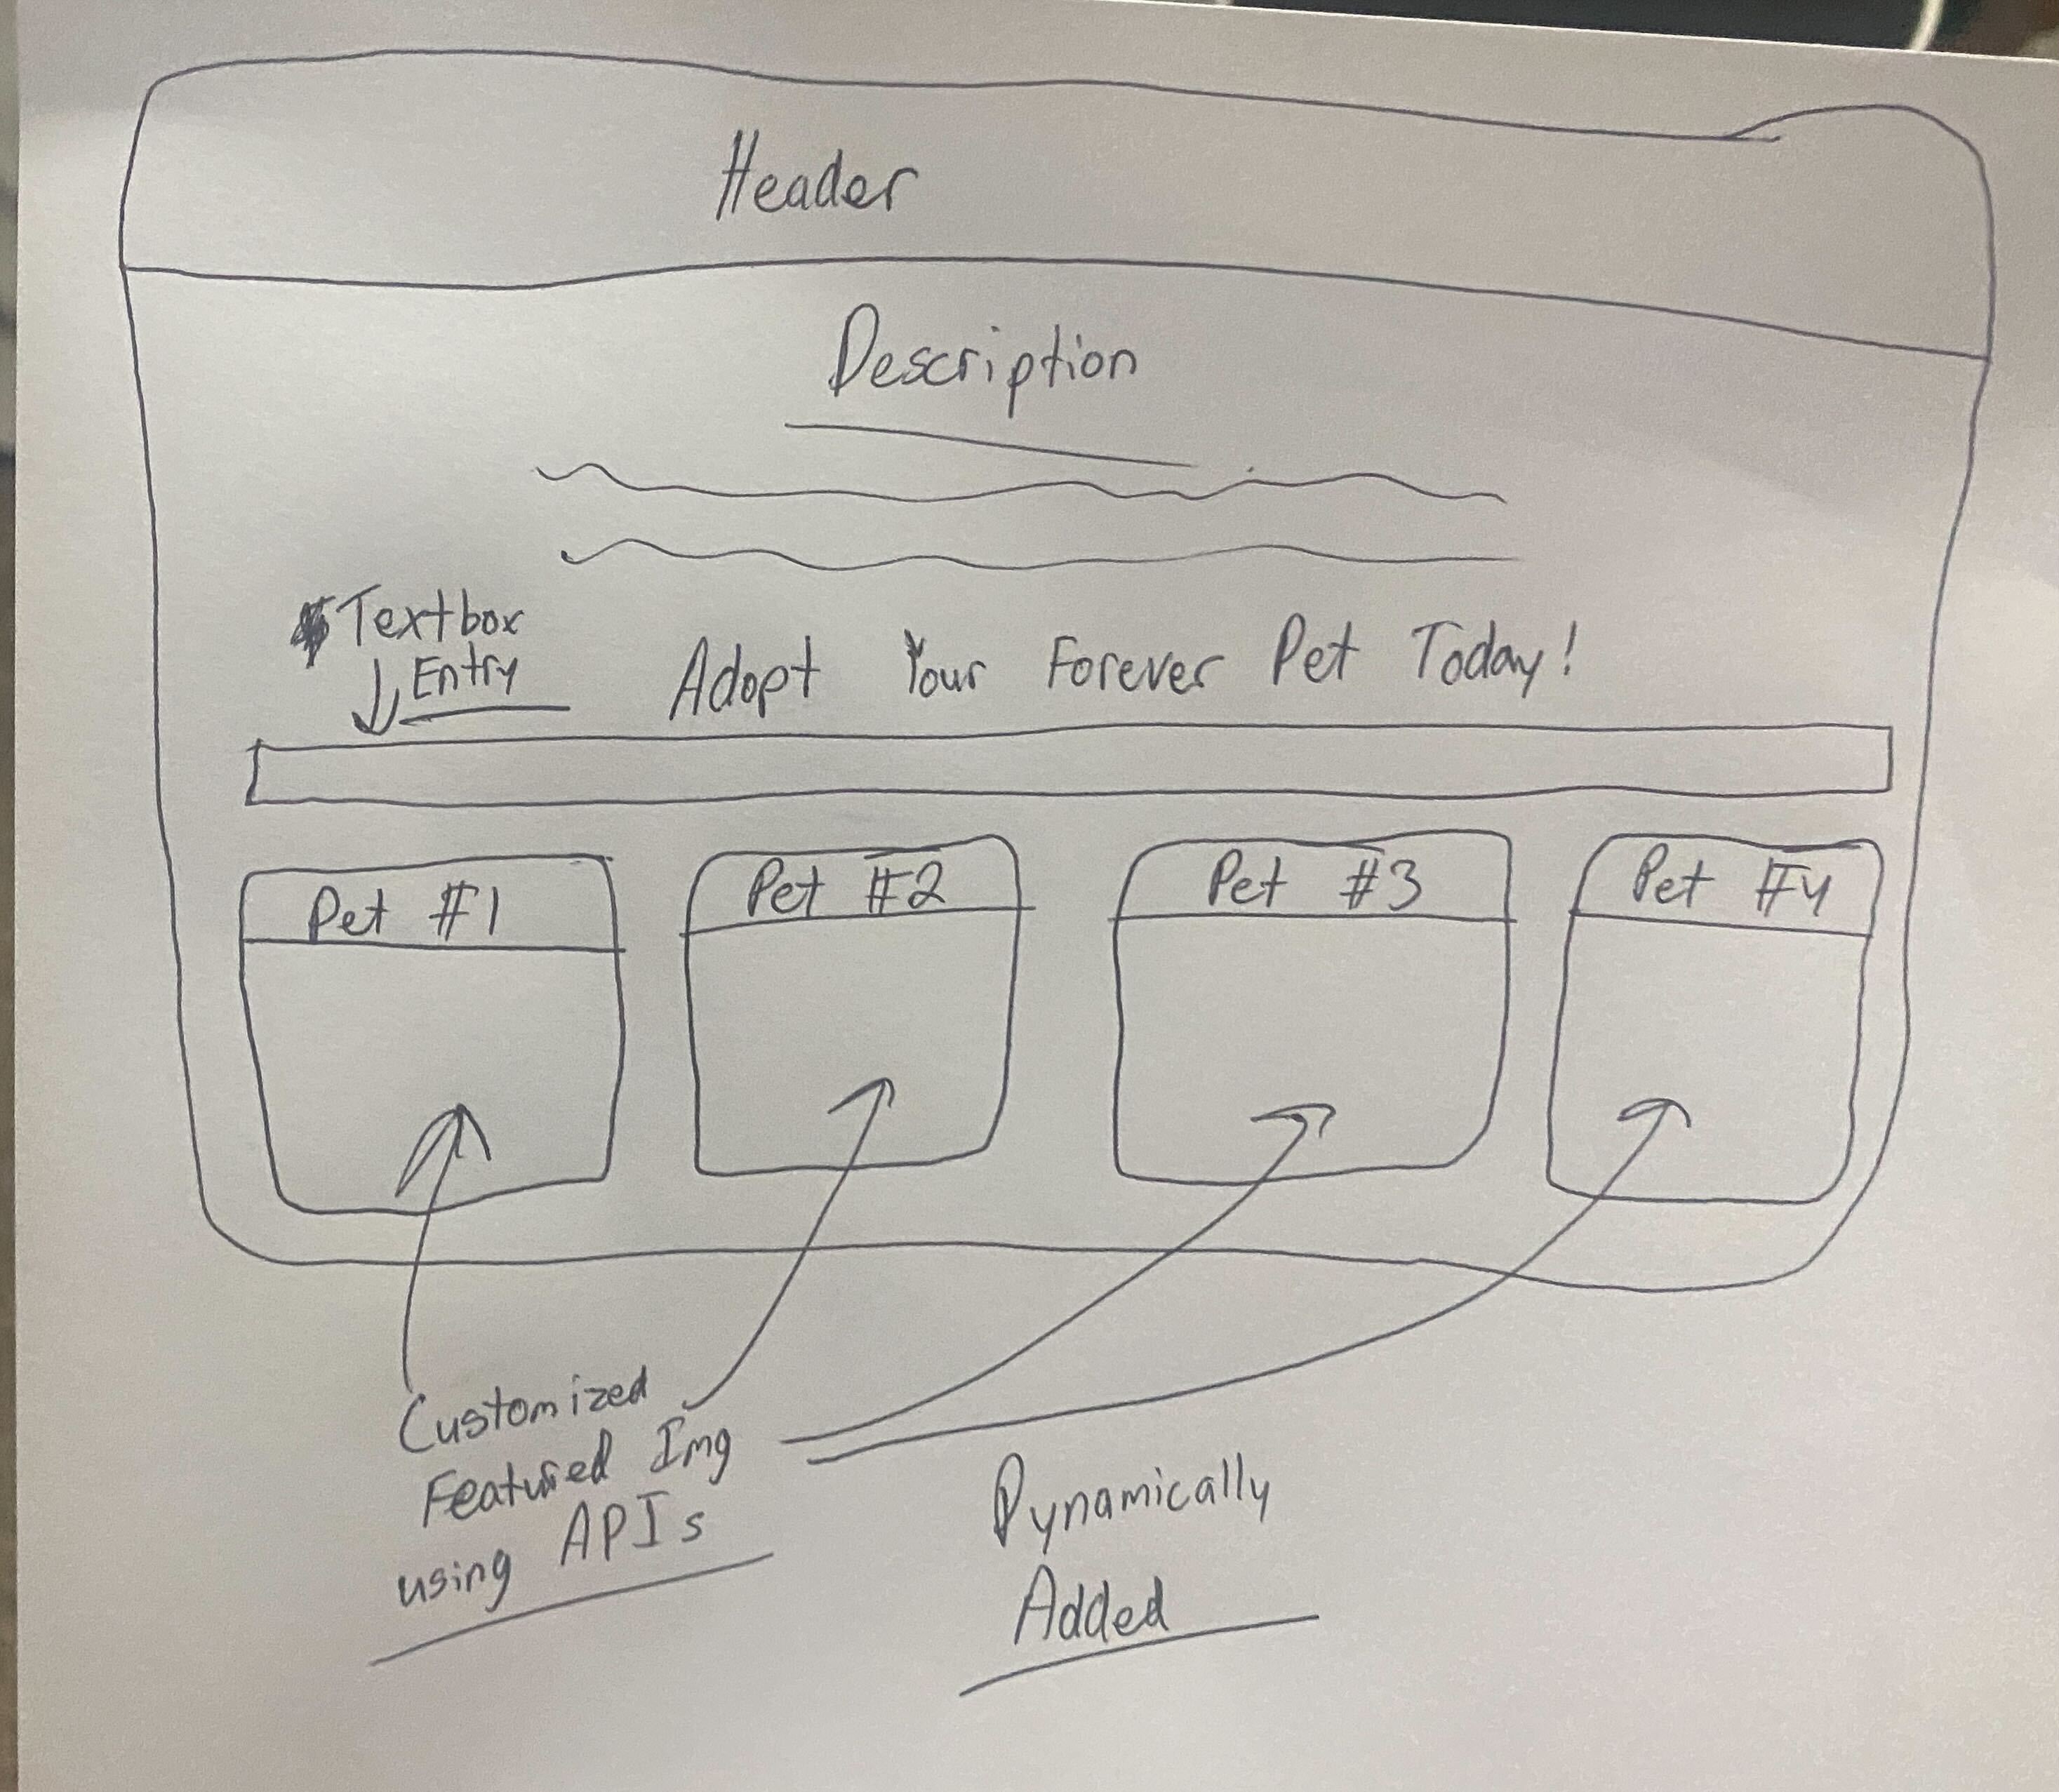 Header
Description
Textbox
Entry
Adopt Your Forever Pet Today!
Pet #1
Pet #2
Pet #3
Pet #4
Customized
Featured Img
using APIs
Dynamically
Added